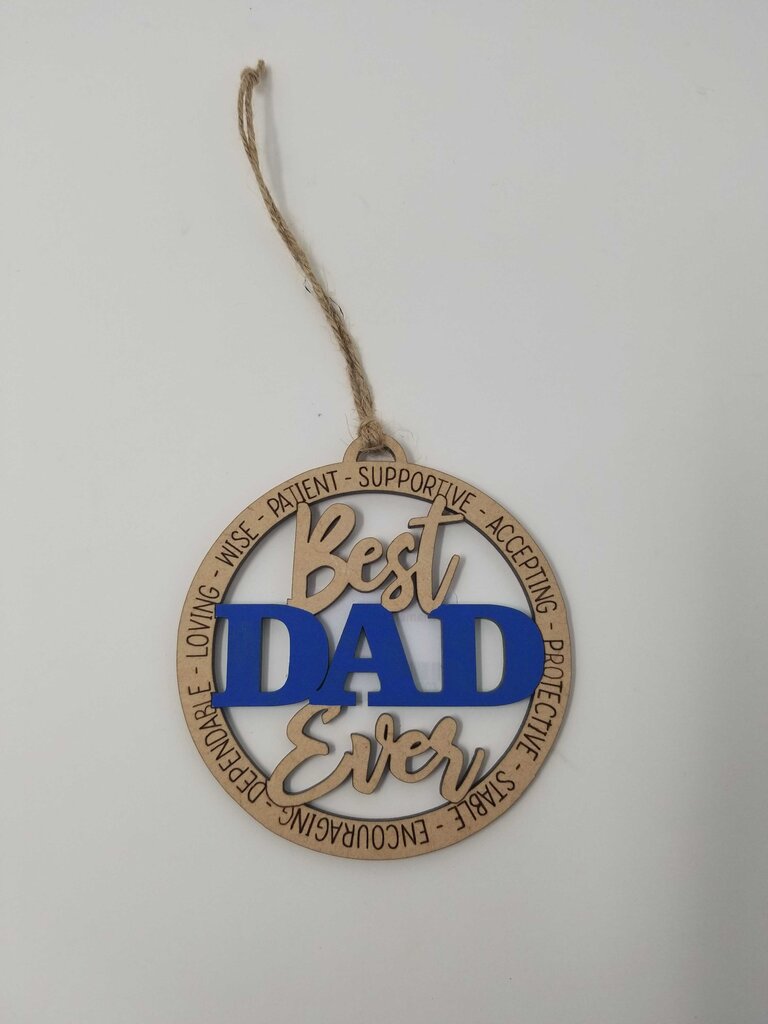 Best
DAD
Ever
LOVING - WISE - PATIENT - SUPPORTIVE - ACCEPTING - PROTECTIVE - STABLE - ENCOURAGING - DEPENDABLE -